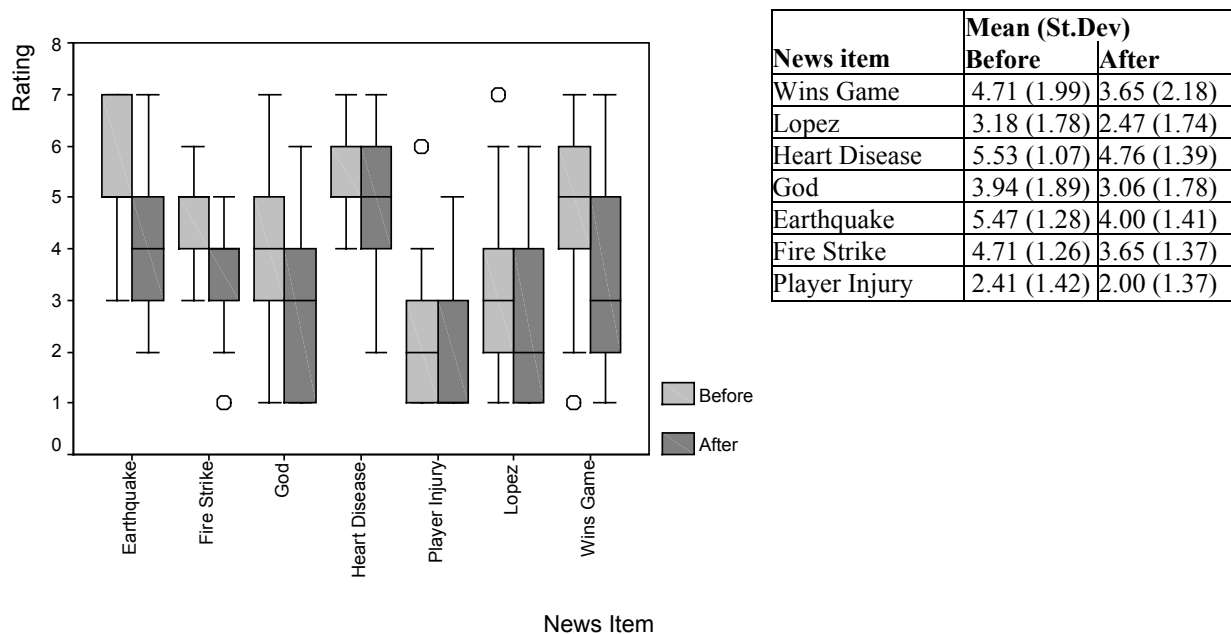 Rating
8
7
6
5
4
3
2
1
0
Earthquake
Fire Strike
God
Heart Disease
Player Injury
Lopez
Wins Game
News Item
Before
After
Mean (St.Dev)
News item Before After
Wins Game 4.71 (1.99) 3.65 (2.18)
Lopez 3.18 (1.78) 2.47 (1.74)
Heart Disease 5.53 (1.07) 4.76 (1.39)
God 3.94 (1.89) 3.06 (1.78)
Earthquake 5.47 (1.28) 4.00 (1.41)
Fire Strike 4.71 (1.26) 3.65 (1.37)
Player Injury 2.41 (1.42) 2.00 (1.37)